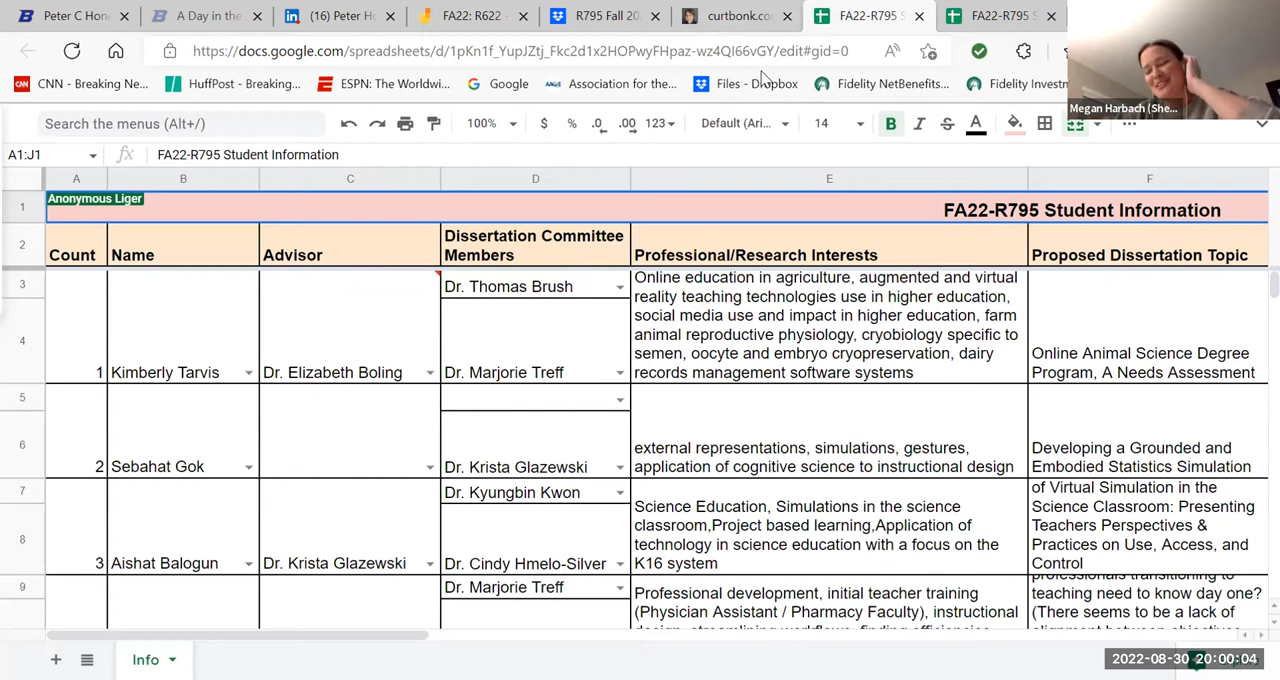 Peter C Hon
A Day in the
(16) Peter Ho
FA22: R622 -
R795 Fall 20
curtbonk.co
FA22-R795 S
FA22-R795 S
https://docs.google.com/spreadsheets/d/1pKn1f_YupJZtj_Fkc2d1x2HOPwyFHpaz-wz4Ql66vGY/edit#gid=0
CNN - Breaking Ne...
HuffPost - Breaking...
ESPN: The Worldwi...
Google
Association for the...
Files - Dropbox
Fidelity NetBenefits...
Fidelity Investm
Megan Harbach (She...
Search the menus (Alt+/)
100%
$ % .0 .00 123
Default (Ari...
14
B I S A
A1:J1
fx
FA22-R795 Student Information
A B C D E F
Anonymous Liger
1 FA22-R795 Student Information
2 Count Name Advisor Dissertation Committee Members Professional/Research Interests Proposed Dissertation Topic
3 Dr. Thomas Brush
Online education in agriculture, augmented and virtual
reality teaching technologies use in higher education,
social media use and impact in higher education, farm
animal reproductive physiology, cryobiology specific to
semen, oocyte and embryo cryopreservation, dairy
records management software systems
4
1 Kimberly Tarvis Dr. Elizabeth Boling Dr. Marjorie Treff
Online Animal Science Degree
Program, A Needs Assessment
5
6
2 Sebahat Gok Dr. Krista Glazewski
external representations, simulations, gestures,
application of cognitive science to instructional design
Developing a Grounded and
Embodied Statistics Simulation
7 Dr. Kyungbin Kwon
8
3 Aishat Balogun Dr. Krista Glazewski Dr. Cindy Hmelo-Silver
Science Education, Simulations in the science
classroom,Project based learning,Application of
technology in science education with a focus on the
K16 system
of Virtual Simulation in the
Science Classroom: Presenting
Teachers Perspectives &
Practices on Use, Access, and
Control
9 Dr. Marjorie Treff
Professional development, initial teacher training
(Physician Assistant / Pharmacy Faculty), instructional
design, streamlining workflows, finding efficiencies
professionals transitioning to
teaching need to know day one?
(There seems to be a lack of
alignment between objectives
Info
2022-08-30 20:00:04